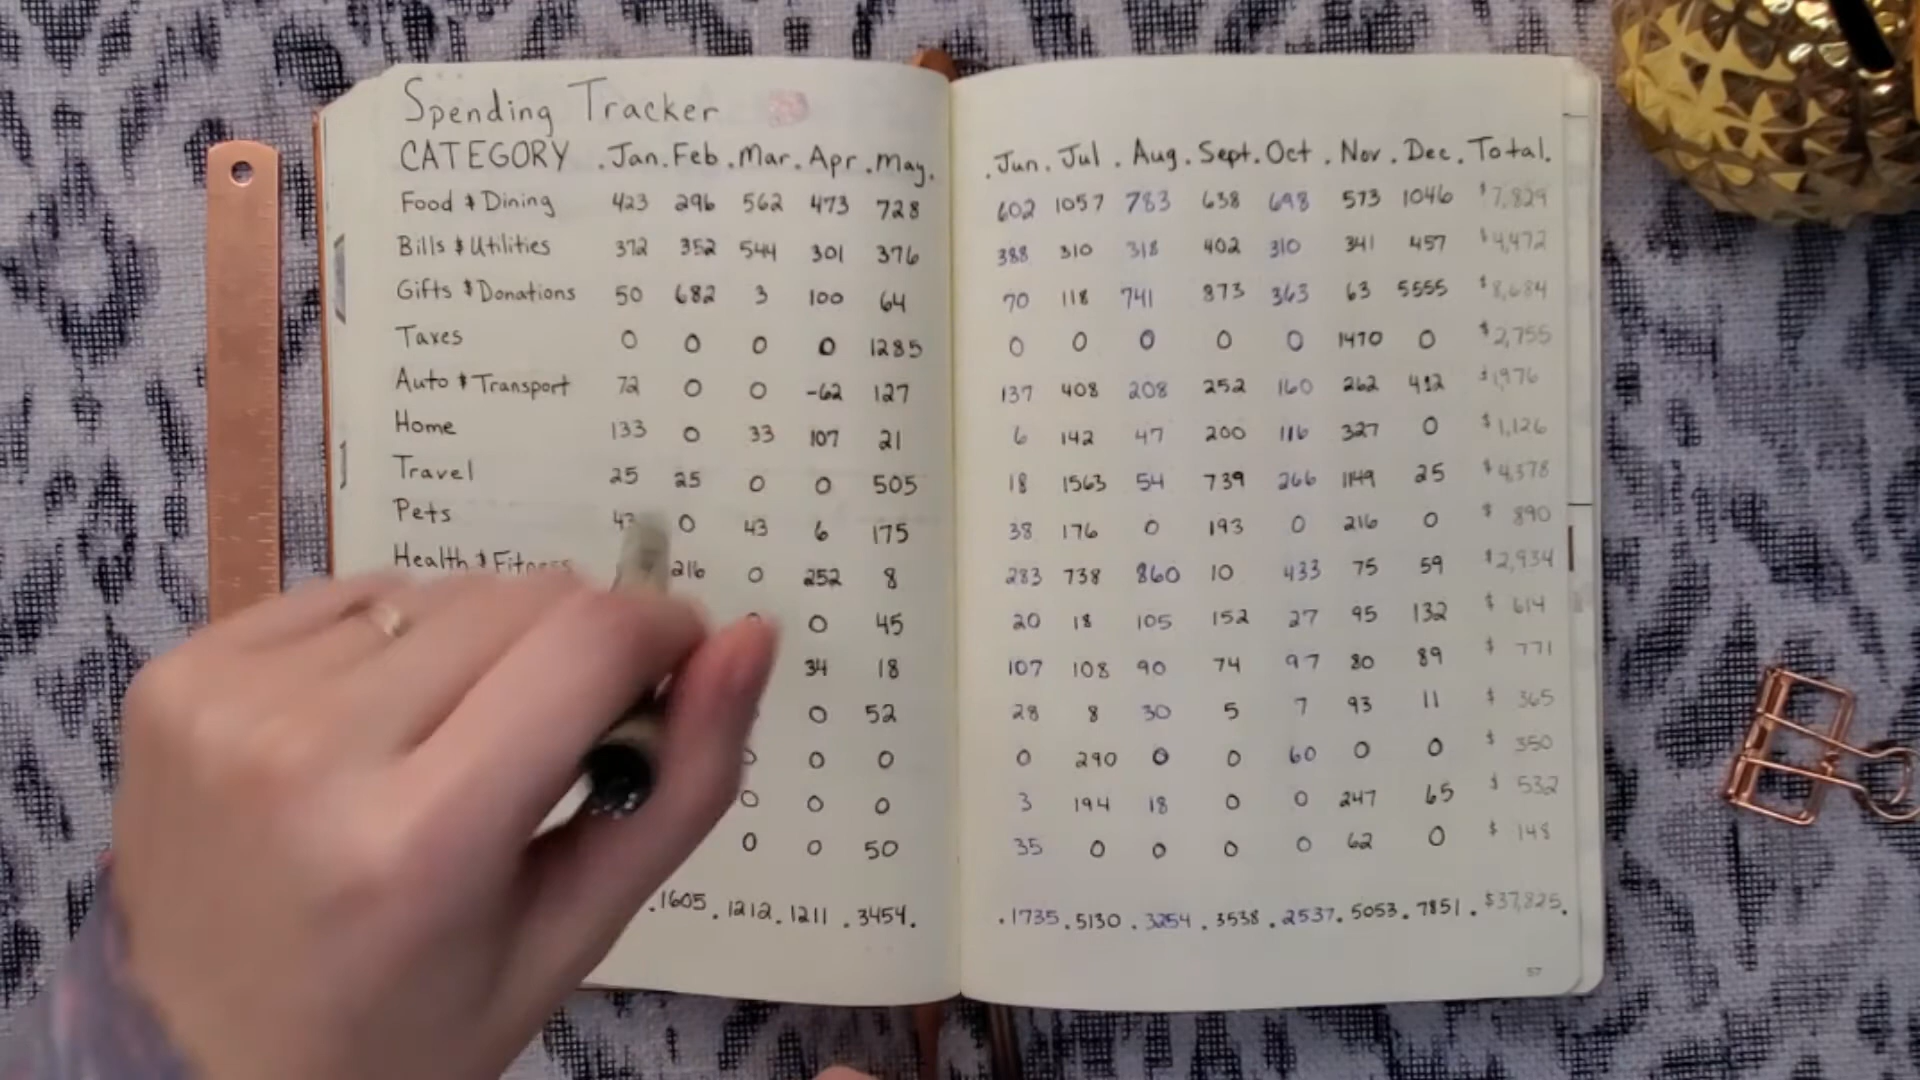 Spending Tracker
CATEGORY . Jan. Feb . Mar. Apr . May. . Jun. Jul . Aug . Sept. Oct . Nov . Dec . Total.
Food & Dining 423 296 562 473 728 602 1057 783 638 698 573 1046 $7,829
Bills & Utilities 372 352 544 301 376 388 310 318 402 310 341 457 $4,472
Gifts & Donations 50 682 3 100 64 70 118 741 873 363 63 5555 $8,684
Taxes 0 0 0 0 1285 0 0 0 0 0 1470 0 $2,755
Auto & Transport 72 0 0 -62 127 137 408 208 252 160 262 412 $1,976
Home 133 0 33 107 21 6 142 47 200 116 327 0 $1,126
Travel 25 25 0 0 505 18 1563 54 739 266 1149 25 $4,378
Pets 0 43 6 175 38 176 0 193 0 216 0 $ 890
Health & Fitness 216 0 252 8 283 738 860 10 433 75 59 $2,934
0 45 20 18 105 152 27 95 132 $ 614
34 18 107 108 90 74 97 80 89 $ 771
0 52 28 8 30 5 7 93 11 $ 365
0 0 0 0 290 0 0 60 0 0 $ 350
0 0 0 3 194 18 0 0 247 65 $ 532
0 0 50 35 0 0 0 0 62 0 $ 148
. 1605 . 1212 . 1211 . 3454 . . 1735 . 5130 . 3254 . 3538 . 2537 . 5053 . 7851 . $37,825 .
57